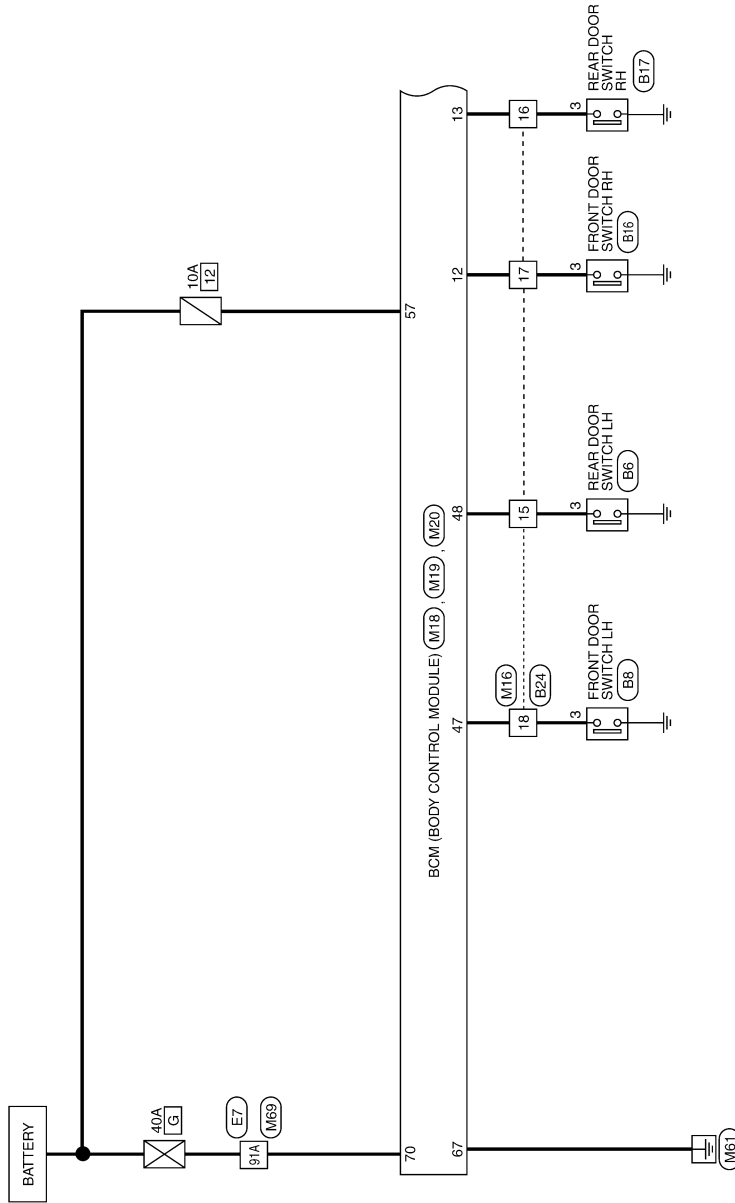 BATTERY
40A
G
E7
91A
M69
10A
12
70
57
BCM (BODY CONTROL MODULE) M18 , M19 , M20
67
47
48
12
13
M61
M16
18
B24
15
17
16
3
FRONT DOOR
SWITCH LH
B8
3
REAR DOOR
SWITCH LH
B6
3
FRONT DOOR
SWITCH RH
B16
3
REAR DOOR
SWITCH
RH
B17